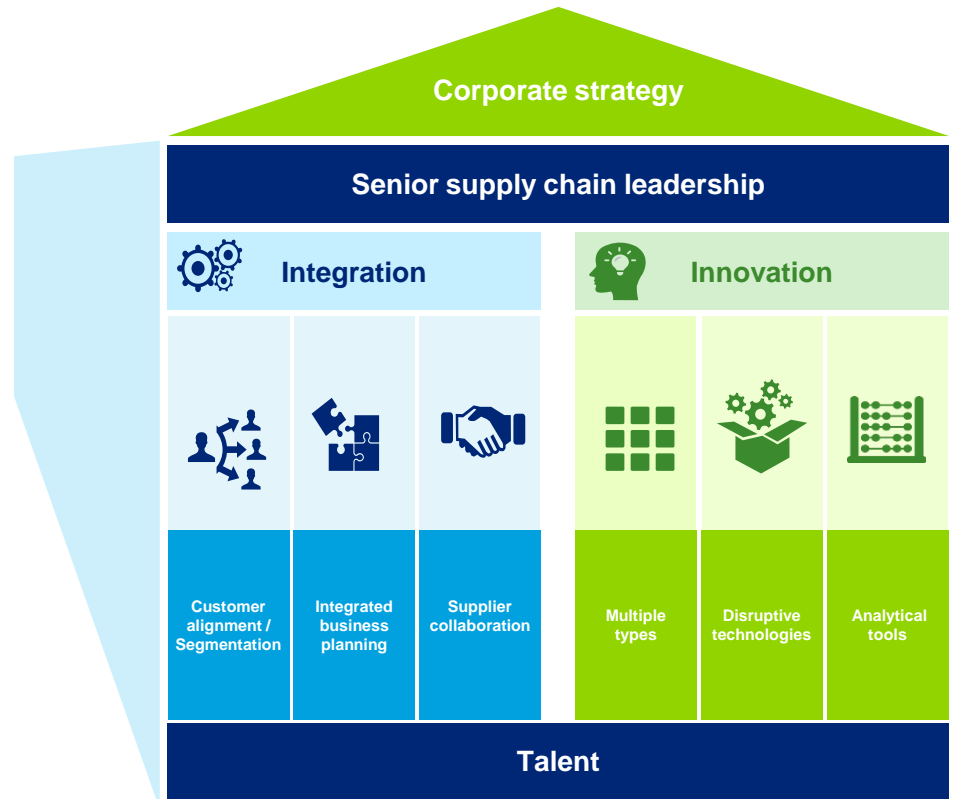 Corporate strategy
Senior supply chain leadership
Integration
Innovation
Customer
alignment /
Segmentation
Integrated
business
planning
Supplier
collaboration
Multiple
types
Disruptive
technologies
Analytical
tools
Talent